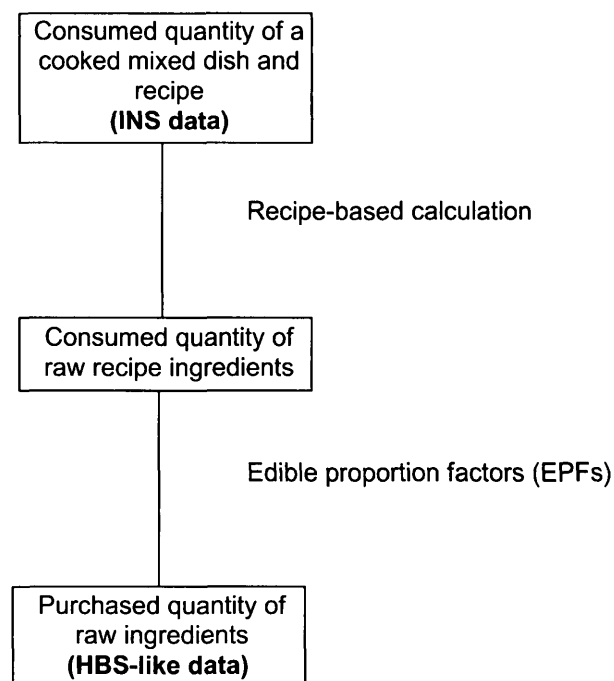 Consumed quantity of a
cooked mixed dish and
recipe
(INS data)
Recipe-based calculation
Consumed quantity of
raw recipe ingredients
Edible proportion factors (EPFs)
Purchased quantity of
raw ingredients
(HBS-like data)